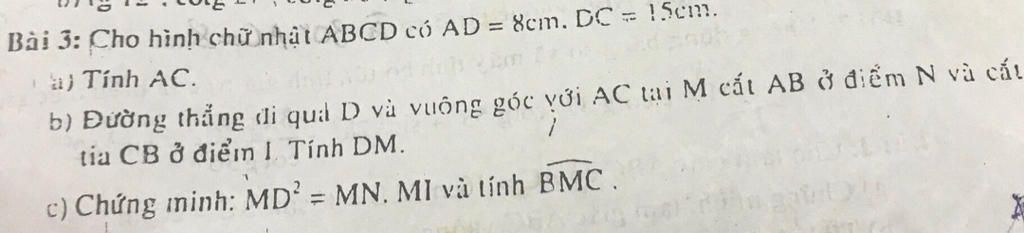 Bài 3: Cho hình chữ nhật ABCD có AD = 8cm. DC = 15cm.
a) Tính AC.
b) Đường thẳng đi qua D và vuông góc với AC tại M cắt AB ở điểm N và cắt
tia CB ở điểm I. Tính DM.
c) Chứng minh: MD² = MN. MI và tính BMC .